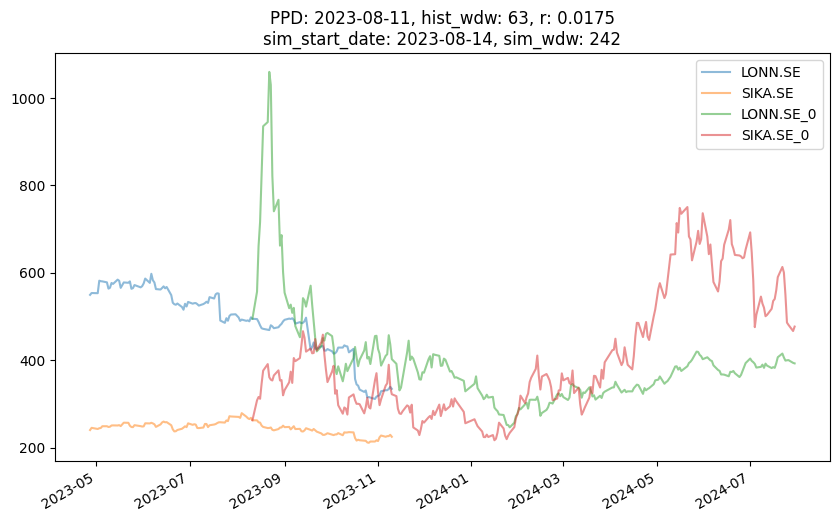 PPD: 2023-08-11, hist_wdw: 63, r: 0.0175
sim_start_date: 2023-08-14, sim_wdw: 242
LONN.SE
SIKA.SE
LONN.SE_0
SIKA.SE_0
1000
800
600
400
200
2023-05
2023-07
2023-09
2023-11
2024-01
2024-03
2024-05
2024-07